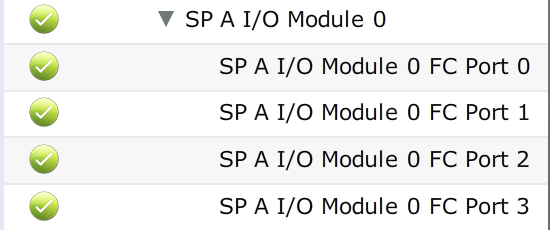 SP A I/O Module 0
SP A I/O Module 0 FC Port 0
SP A I/O Module 0 FC Port 1
SP A I/O Module 0 FC Port 2
SP A I/O Module 0 FC Port 3